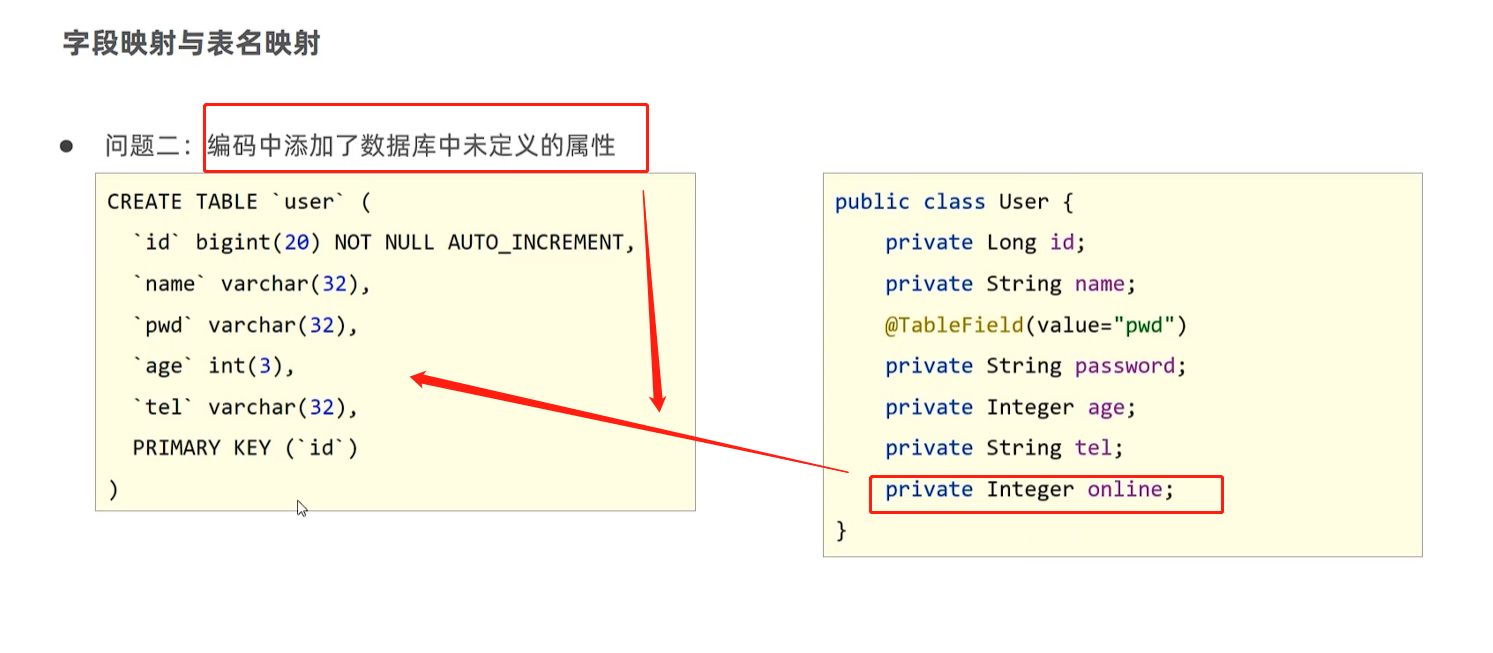 字段映射与表名映射
● 问题二：编码中添加了数据库中未定义的属性
CREATE TABLE `user` (
`id` bigint(20) NOT NULL AUTO_INCREMENT,
`name` varchar(32),
`pwd` varchar(32),
`age` int(3),
`tel` varchar(32),
PRIMARY KEY (`id`)
)
public class User {
private Long id;
private String name;
@TableField(value="pwd")
private String password;
private Integer age;
private String tel;
private Integer online;
}